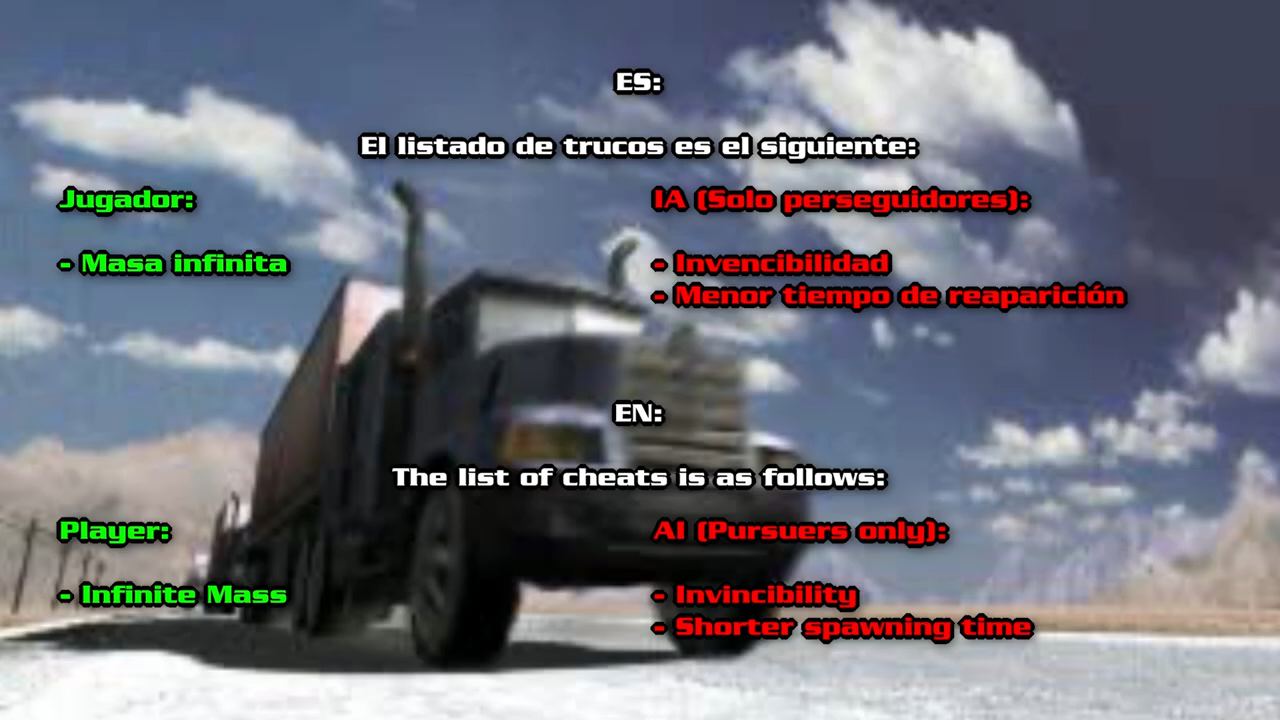 ES:
El listado de trucos es el siguiente:
Jugador:
- Masa infinita
IA (Solo perseguidores):
- Invencibilidad
- Menor tiempo de reaparición
EN:
The list of cheats is as follows:
Player:
- Infinite Mass
AI (Pursuers only):
- Invincibility
- Shorter spawning time